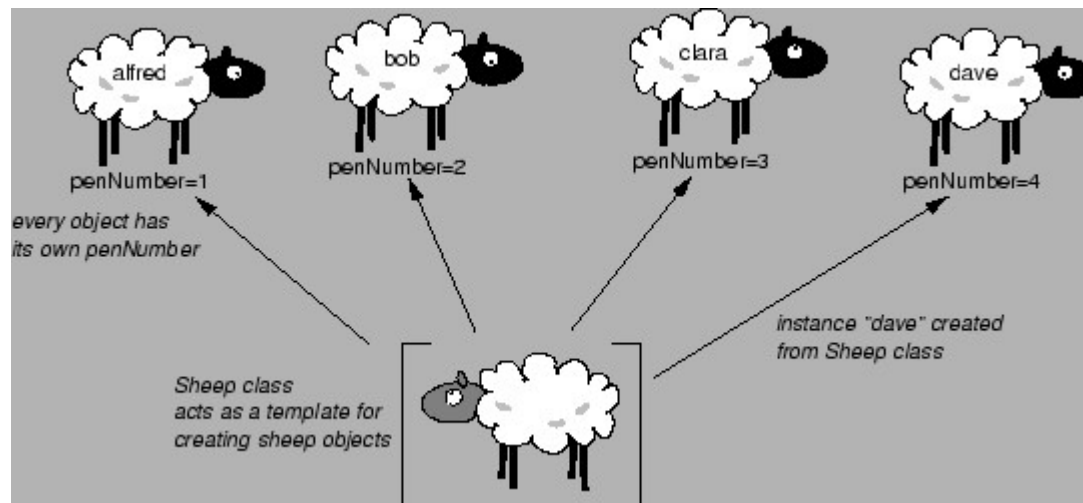 alfred
bob
clara
dave
penNumber=1
penNumber=2
penNumber=3
penNumber=4
every object has
its own penNumber
instance "dave" created
from Sheep class
Sheep class
acts as a template for
creating sheep objects